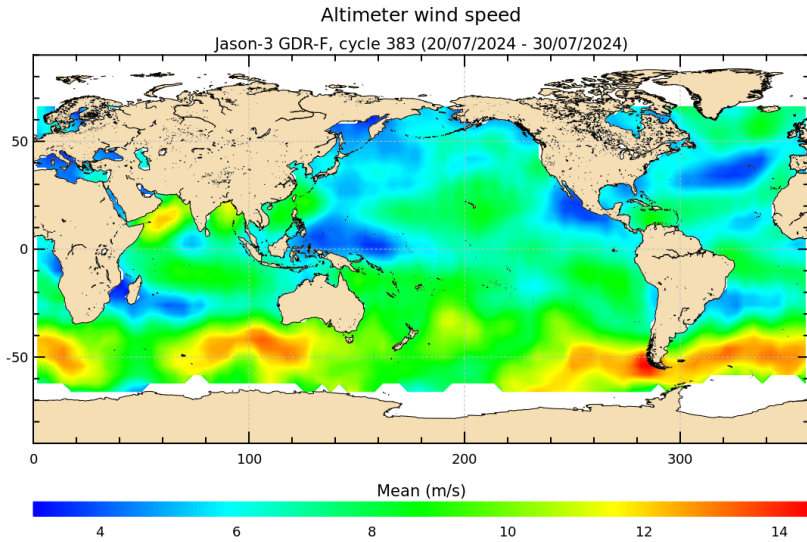 Altimeter wind speed
Jason-3 GDR-F, cycle 383 (20/07/2024 - 30/07/2024)
50
0
-50
0 100 200 300
Mean (m/s)
4 6 8 10 12 14